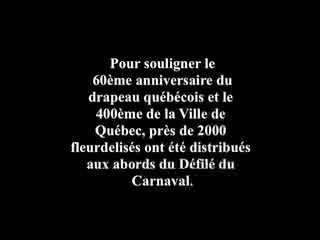 Pour souligner le
60ème anniversaire du
drapeau québécois et le
400ème de la Ville de
Québec, près de 2000
fleurdelisés ont été distribués
aux abords du Défilé du
Carnaval.